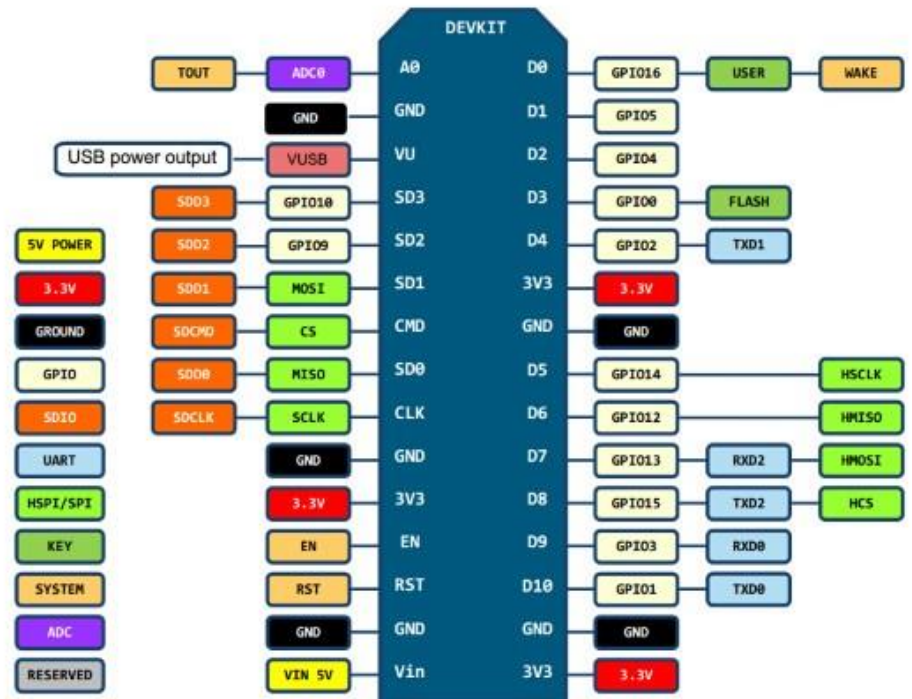 DEVKIT
TOUT ADC0 A0 D0 GPIO16 USER WAKE
GND GND D1 GPIO5
USB power output VUSB VU D2 GPIO4
SDD3 GPIO10 SD3 D3 GPIO0 FLASH
5V POWER SDD2 GPIO9 SD2 D4 GPIO2 TXD1
3.3V SDD1 MOSI SD1 3V3 3.3V
GROUND SDCMD CS CMD GND GND
GPIO SDD0 MISO SD0 D5 GPIO14 HSCLK
SDIO SDCLK SCLK CLK D6 GPIO12 HMISO
UART GND GND D7 GPIO13 RXD2 HMOSI
HSPI/SPI 3.3V 3V3 D8 GPIO15 TXD2 HCS
KEY EN EN D9 GPIO3 RXD0
SYSTEM RST RST D10 GPIO1 TXD0
ADC GND GND GND GND
RESERVED VIN 5V Vin 3V3 3.3V